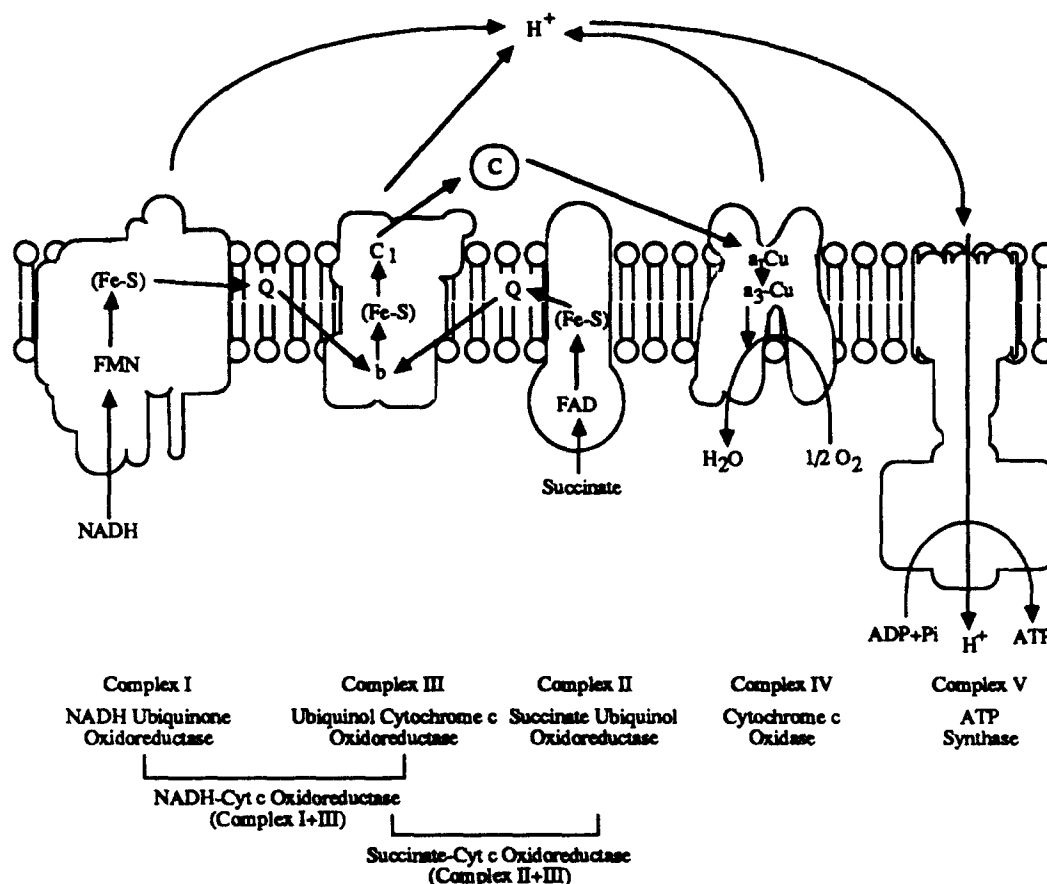 H+
C
C1
a-Cu
a3-Cu
(Fe-S)
Q
(Fe-S)
Q
(Fe-S)
FMN
b
FAD
H2O
1/2 O2
Succinate
NADH
ADP+Pi
H+
ATP
Complex I
Complex III
Complex II
Complex IV
Complex V
NADH Ubiquinone
Oxidoreductase
Ubiquinol Cytochrome c
Oxidoreductase
Succinate Ubiquinol
Oxidoreductase
Cytochrome c
Oxidase
ATP
Synthase
NADH-Cyt c Oxidoreductase
(Complex I+III)
Succinate-Cyt c Oxidoreductase
(Complex II+III)